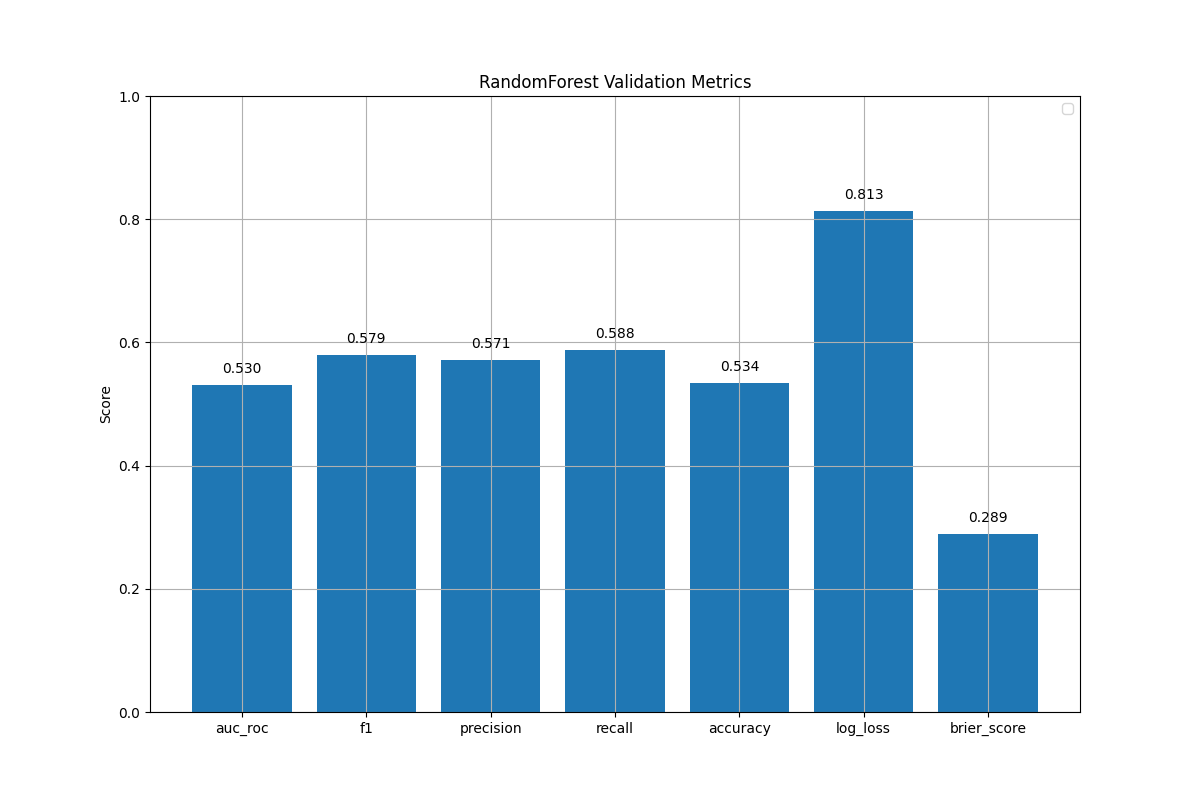 RandomForest Validation Metrics
1.0
0.8
0.6
0.4
0.2
0.0
Score
0.530
0.579
0.571
0.588
0.534
0.813
0.289
auc_roc
f1
precision
recall
accuracy
log_loss
brier_score